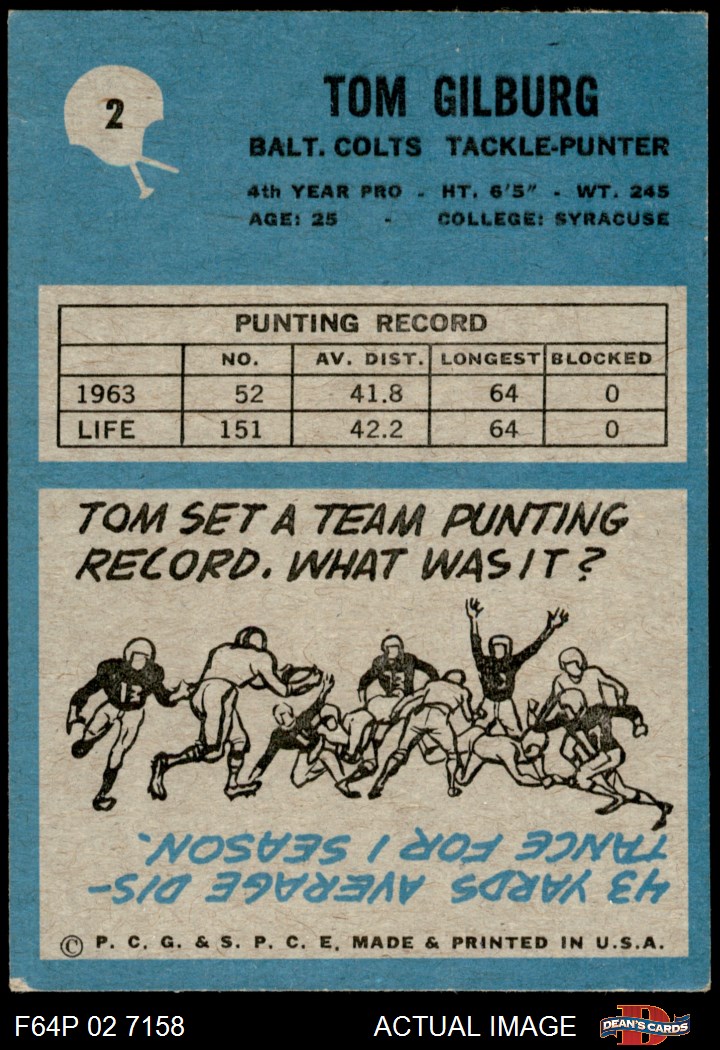 2
TOM GILBURG
BALT. COLTS TACKLE-PUNTER
4th YEAR PRO - HT. 6'5" - WT. 245
AGE: 25 - COLLEGE: SYRACUSE
PUNTING RECORD
NO. AV. DIST. LONGEST BLOCKED
1963 52 41.8 64 0
LIFE 151 42.2 64 0
TOM SET A TEAM PUNTING
RECORD. WHAT WAS IT?
43 YARDS AVERAGE DIS-
TANCE FOR 1 SEASON.
© P. C. G. & S. P. C. E. MADE & PRINTED IN U.S.A.
F64P 02 7158 ACTUAL IMAGE
D
DEAN'S CARDS